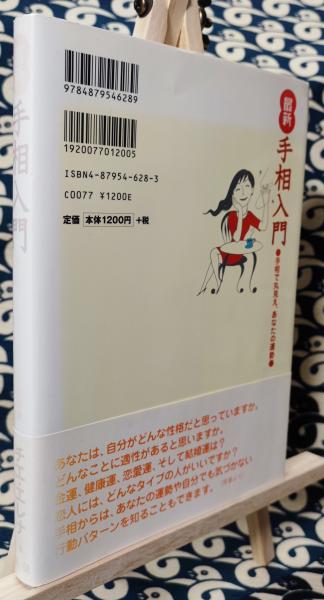 9784879546289
1920077012005
ISBN4-87954-628-3
C0077 ¥1200E
定価 本体1200円 +税
最新
手相入門
●手相で丸見え、あなたの運勢●
あなたは、自分がどんな性格だと思っていますか。
どんなことに適性があると思いますか。
金運、健康運、恋愛運、そして結婚運は?
恋人には、どんなタイプの人がいいですか?
手相からは、あなたの運勢や自分でも気づかない
行動パターンを知ることもできます。
手相入門